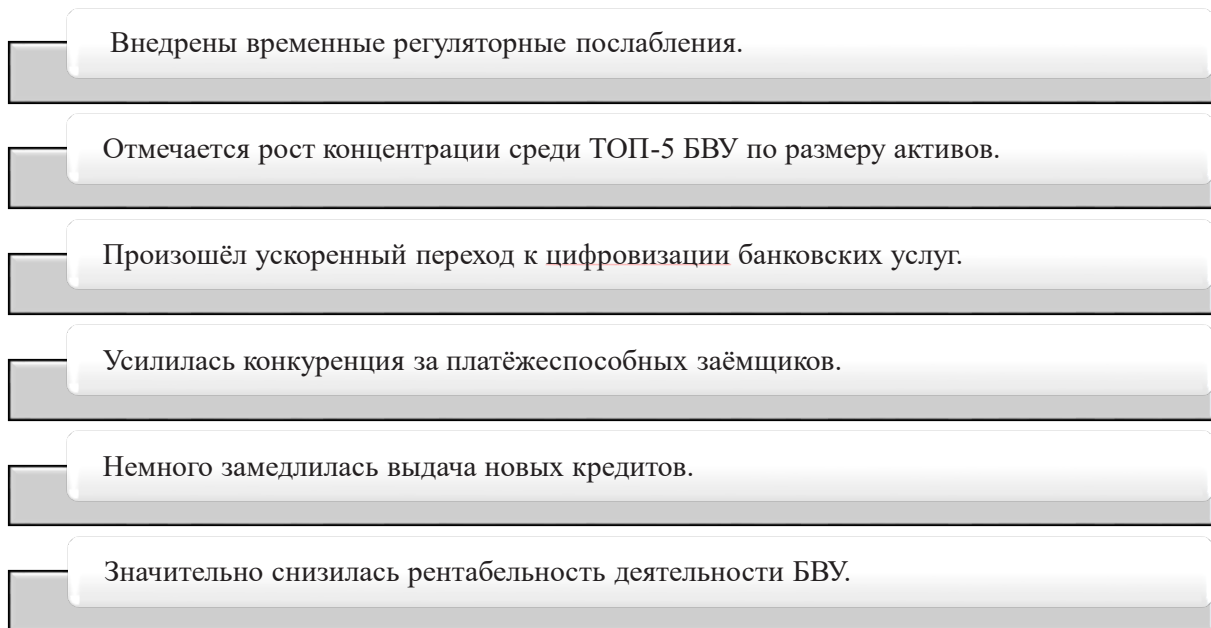 Внедрены временные регуляторные послабления.
Отмечается рост концентрации среди ТОП-5 БВУ по размеру активов.
Произошёл ускоренный переход к цифровизации банковских услуг.
Усилилась конкуренция за платёжеспособных заёмщиков.
Немного замедлилась выдача новых кредитов.
Значительно снизилась рентабельность деятельности БВУ.